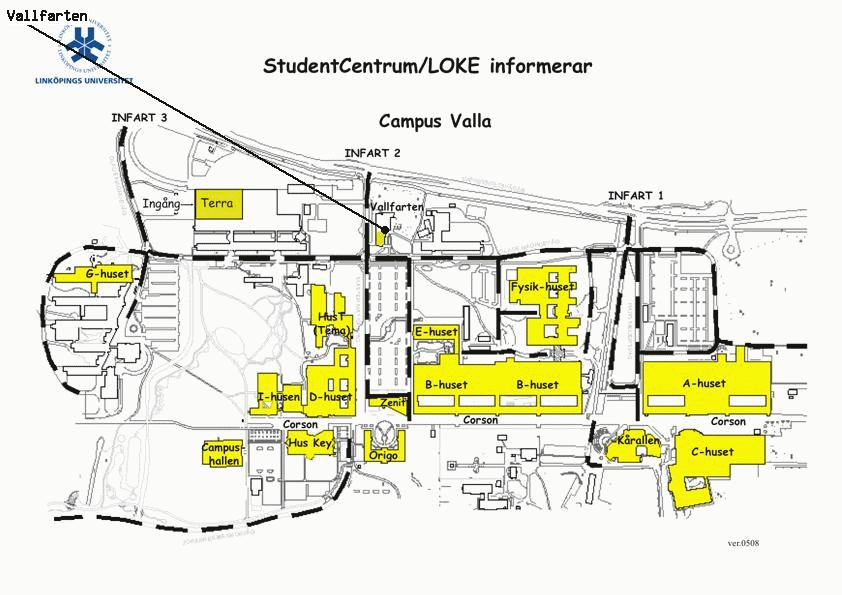 Vallfarten
LINKÖPINGS UNIVERSITET
StudentCentrum/LOKE informerar
Campus Valla
INFART 3
INFART 2
INFART 1
Ingång
Terra
Vallfarten
G-huset
Fysik-huset
HusT
(Tema)
E-huset
I-husen
D-huset
Zenit
B-huset
B-huset
A-huset
Corson
Corson
Corson
Campus-
hallen
Hus Key
Origo
Kårallen
C-huset
ver.0508